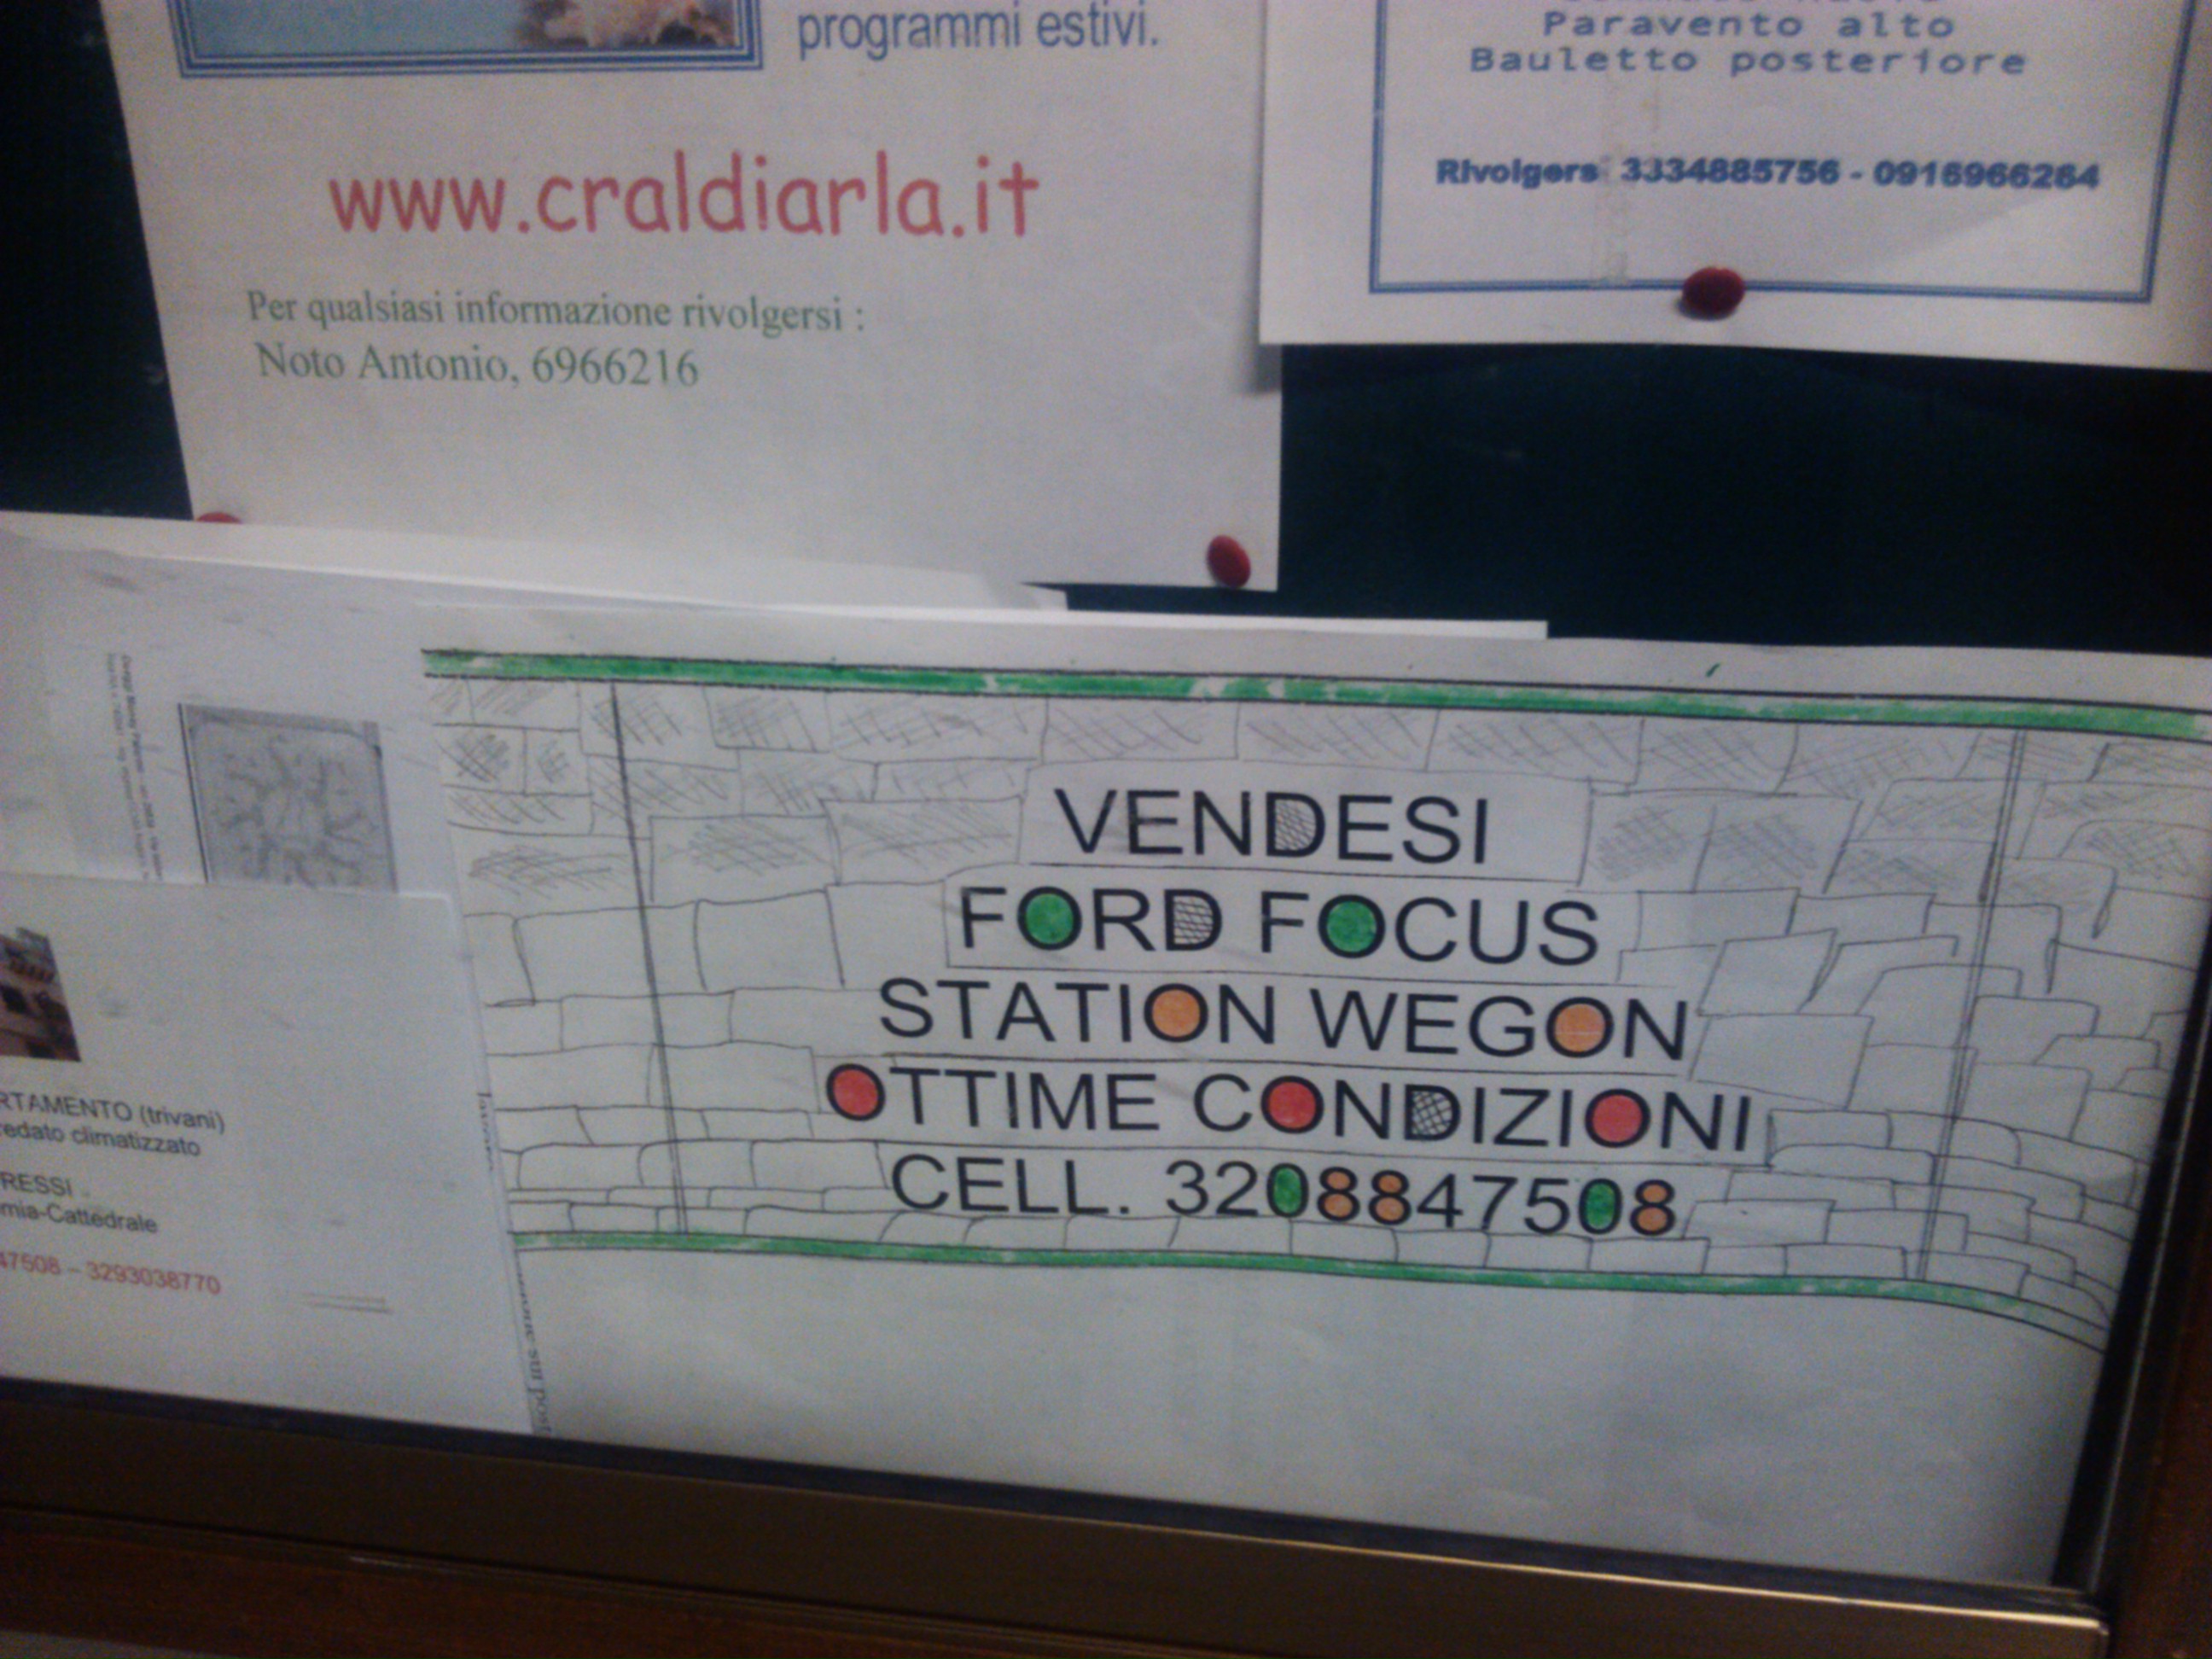 programmi estivi.
www.craldiarla.it
Per qualsiasi informazione rivolgersi :
Noto Antonio, 6966216
Paravento alto
Bauletto posteriore
Rivolgers 3334885756 - 0916966264
VENDESI
FORD FOCUS
STATION WEGON
OTTIME CONDIZIONI
CELL. 3208847508
RTAMENTO (trivani)
redato climatizzato
RESSI
mia-Cattedrale
47508 – 3293038770